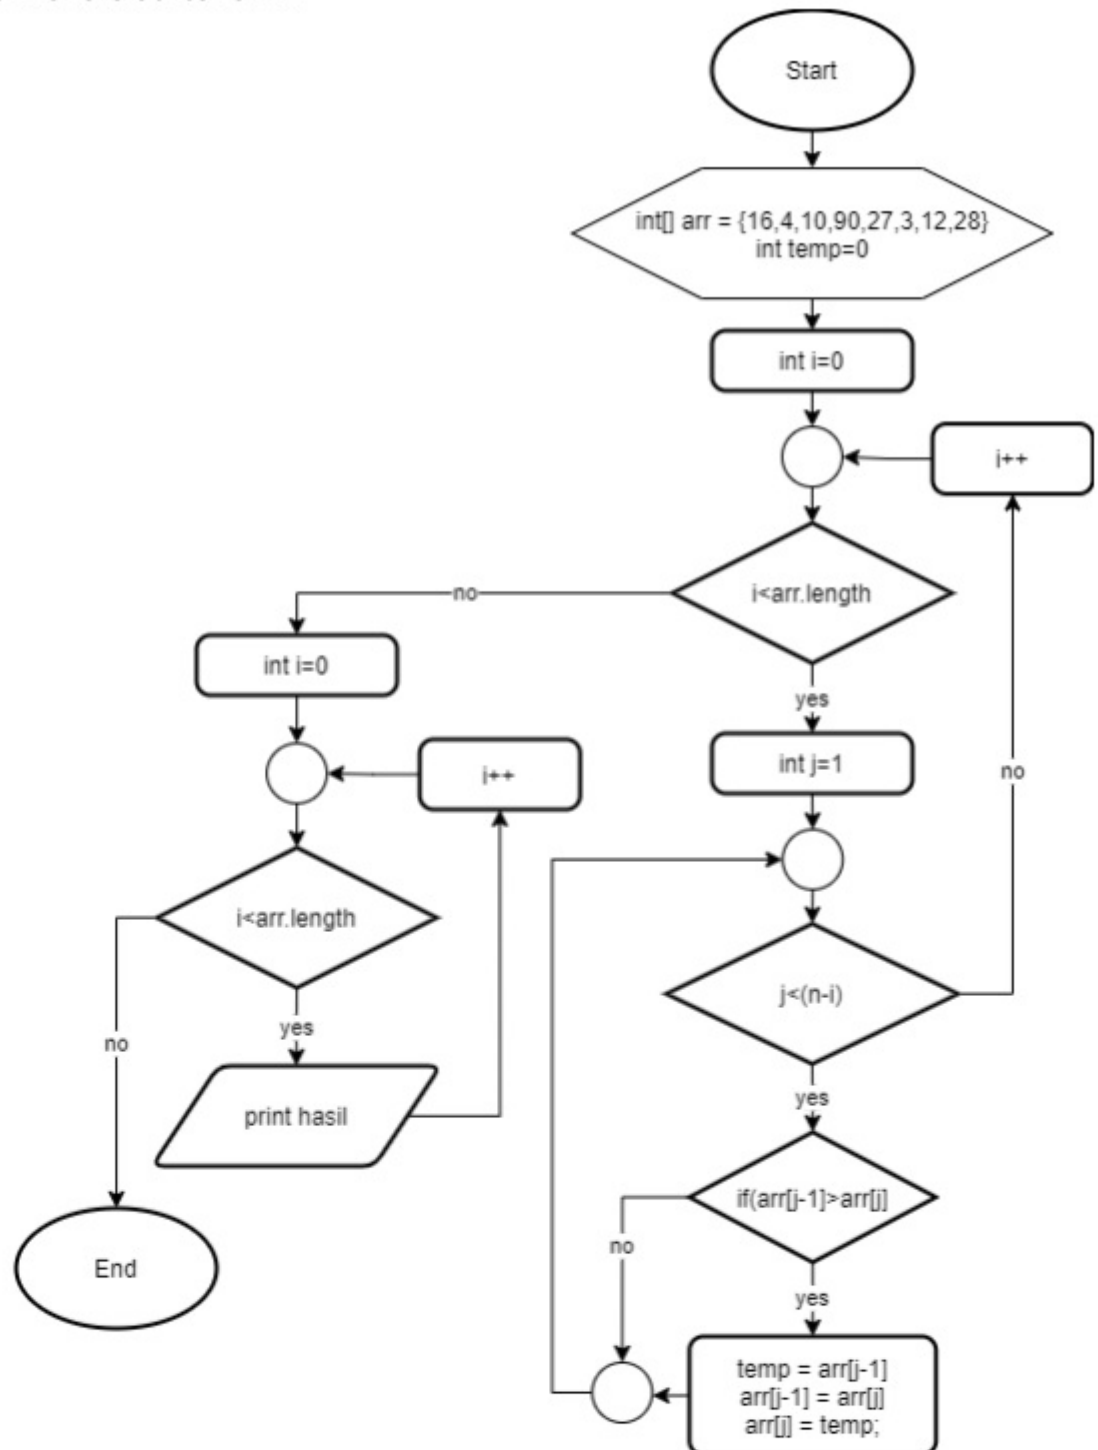 Start
int[] arr = {16,4,10,90,27,3,12,28}
int temp=0
int i=0
i++
i<arr.length
no
int i=0
yes
int j=1
i++
no
i<arr.length
j<(n-i)
no
yes
yes
print hasil
if(arr[j-1]>arr[j]
no
End
yes
temp = arr[j-1]
arr[j-1] = arr[j]
arr[j] = temp;